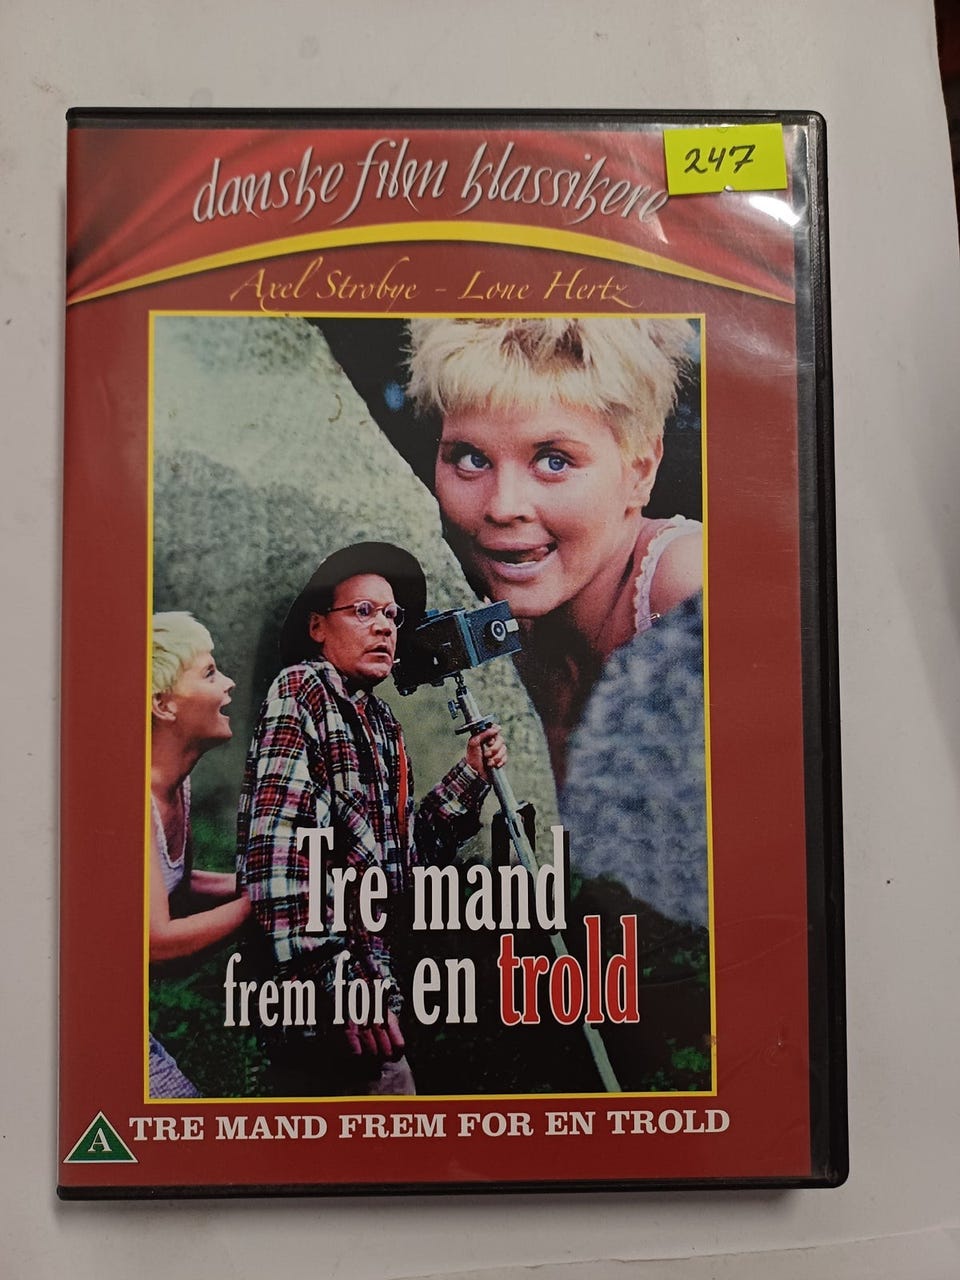 danske film klassikere
247
Axel Strobye - Lone Hertz
Tre mand
frem for en trold
A TRE MAND FREM FOR EN TROLD